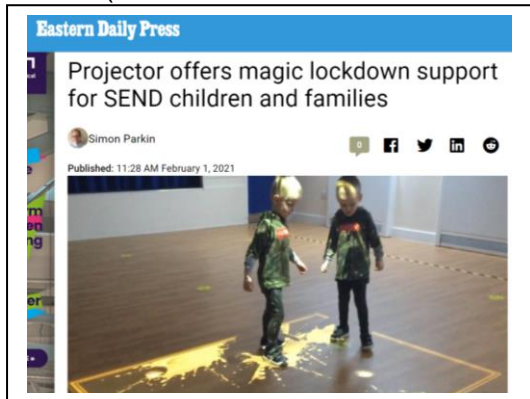 Eastern Daily Press
Projector offers magic lockdown support
for SEND children and families
Simon Parkin
0
Published: 11:28 AM February 1, 2021